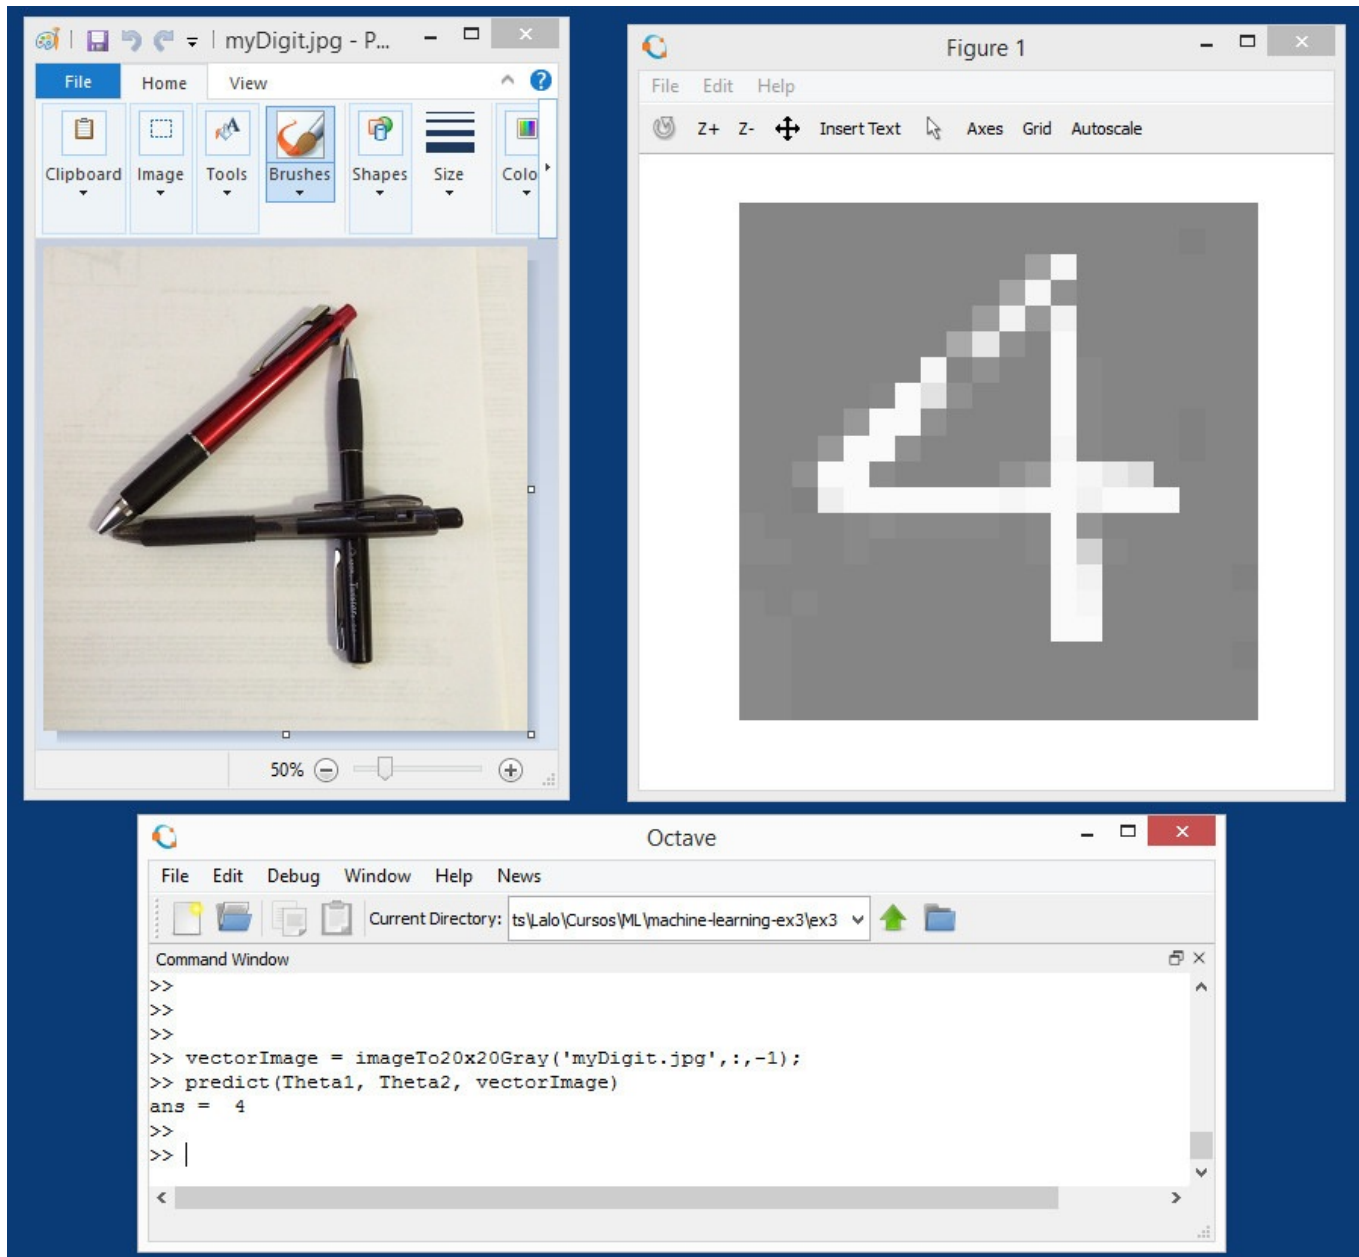 myDigit.jpg - P...
File Home View
Clipboard Image Tools Brushes Shapes Size Colo
50%
Figure 1
File Edit Help
Z+ Z- Insert Text Axes Grid Autoscale
Octave
File Edit Debug Window Help News
Current Directory: ts\Lalo\Cursos\ML\machine-learning-ex3\ex3
Command Window
>>
>>
>>
>> vectorImage = imageTo20x20Gray('myDigit.jpg',:,-1);
>> predict(Theta1, Theta2, vectorImage)
ans =  4
>>
>>